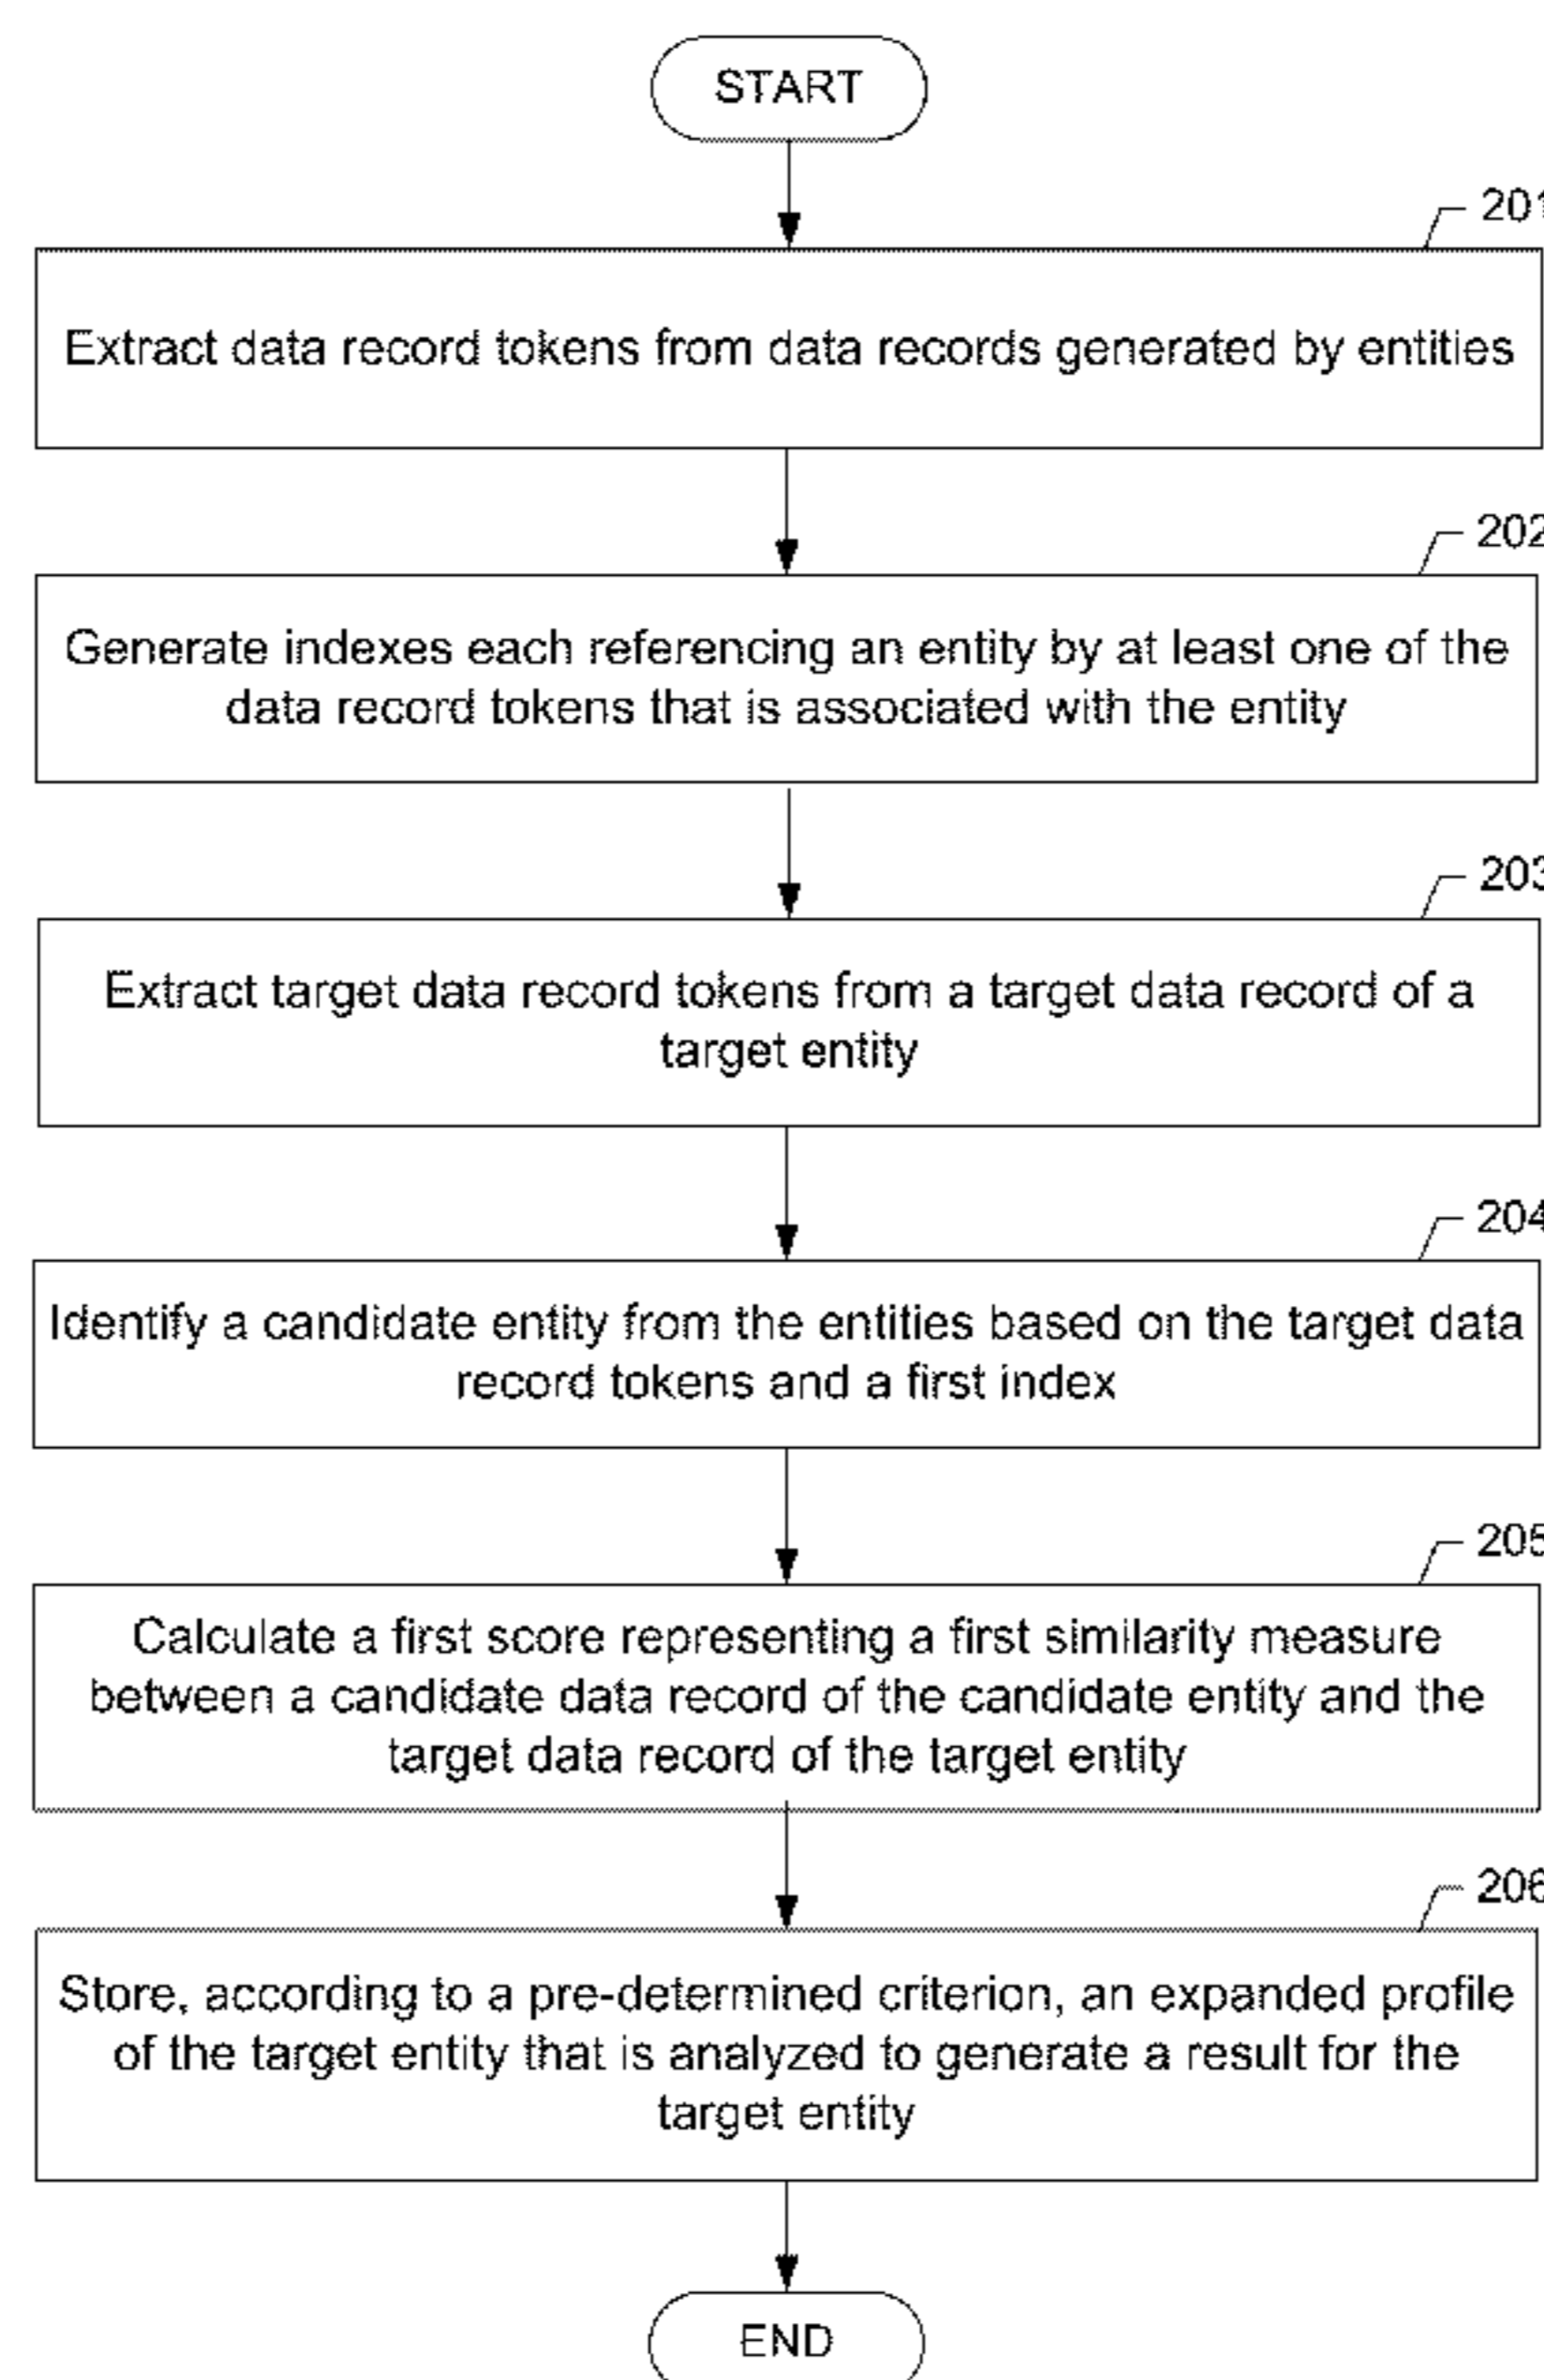 START
201
Extract data record tokens from data records generated by entities
202
Generate indexes each referencing an entity by at least one of the
data record tokens that is associated with the entity
203
Extract target data record tokens from a target data record of a
target entity
204
Identify a candidate entity from the entities based on the target data
record tokens and a first index
205
Calculate a first score representing a first similarity measure
between a candidate data record of the candidate entity and the
target data record of the target entity
206
Store, according to a pre-determined criterion, an expanded profile
of the target entity that is analyzed to generate a result for the
target entity
END